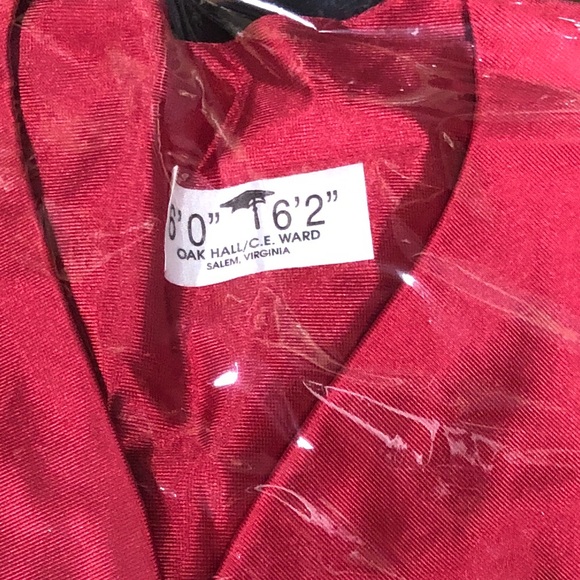 6'0" 6'2"
OAK HALL/C.E. WARD
SALEM, VIRGINIA